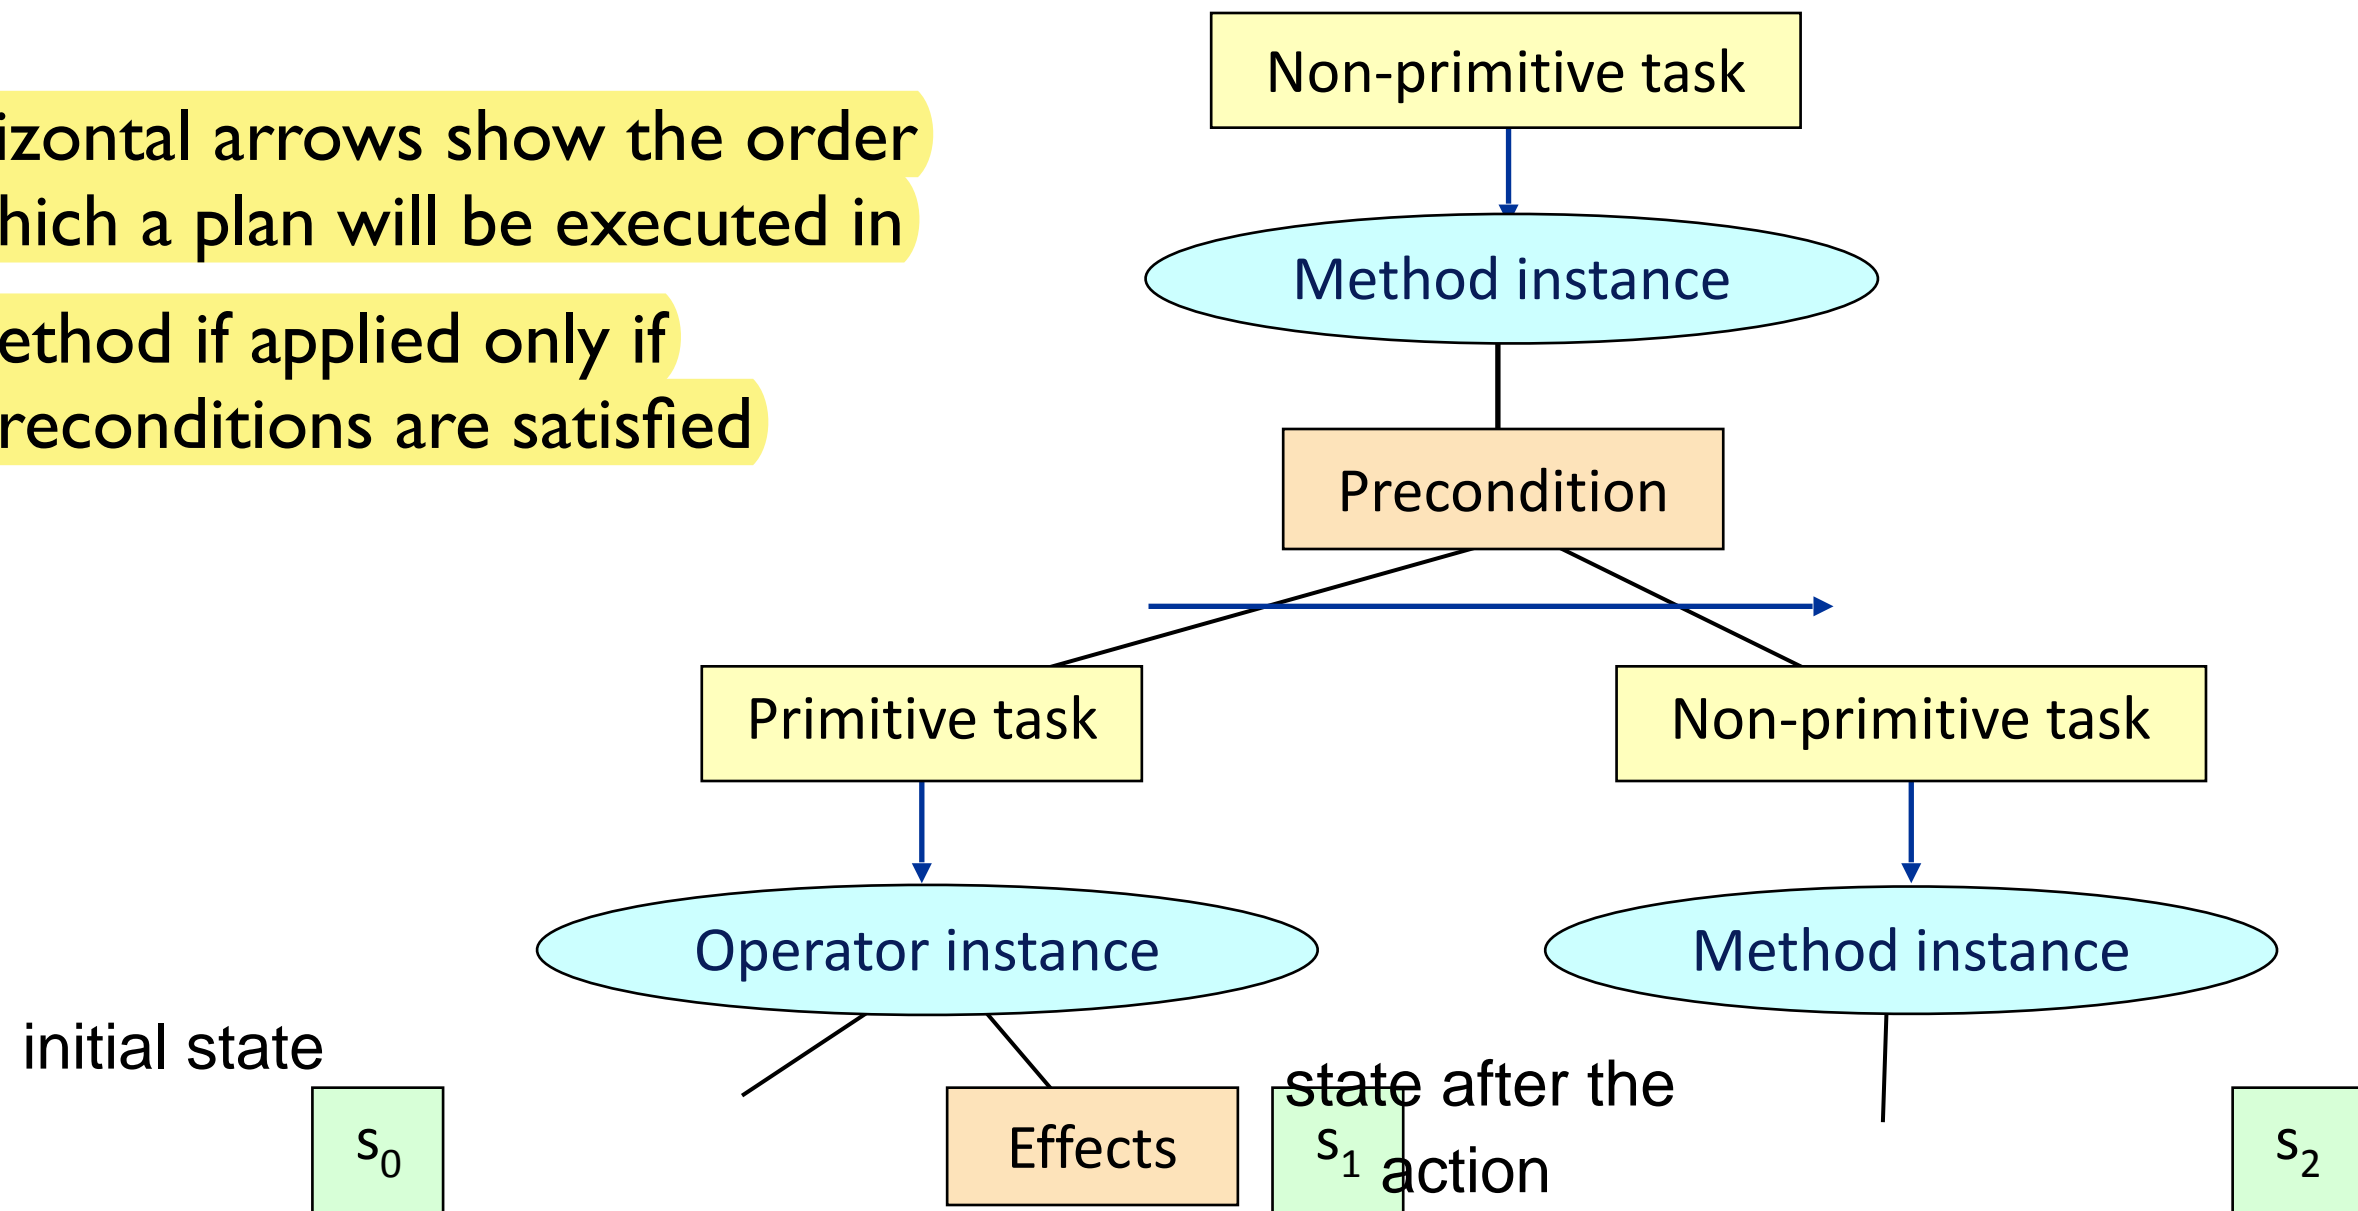 Non-primitive task
izontal arrows show the order
hich a plan will be executed in
Method instance
ethod if applied only if
reconditions are satisfied
Precondition
Primitive task
Non-primitive task
Operator instance
Method instance
initial state
state after the
action
s0
Effects
s1
s2